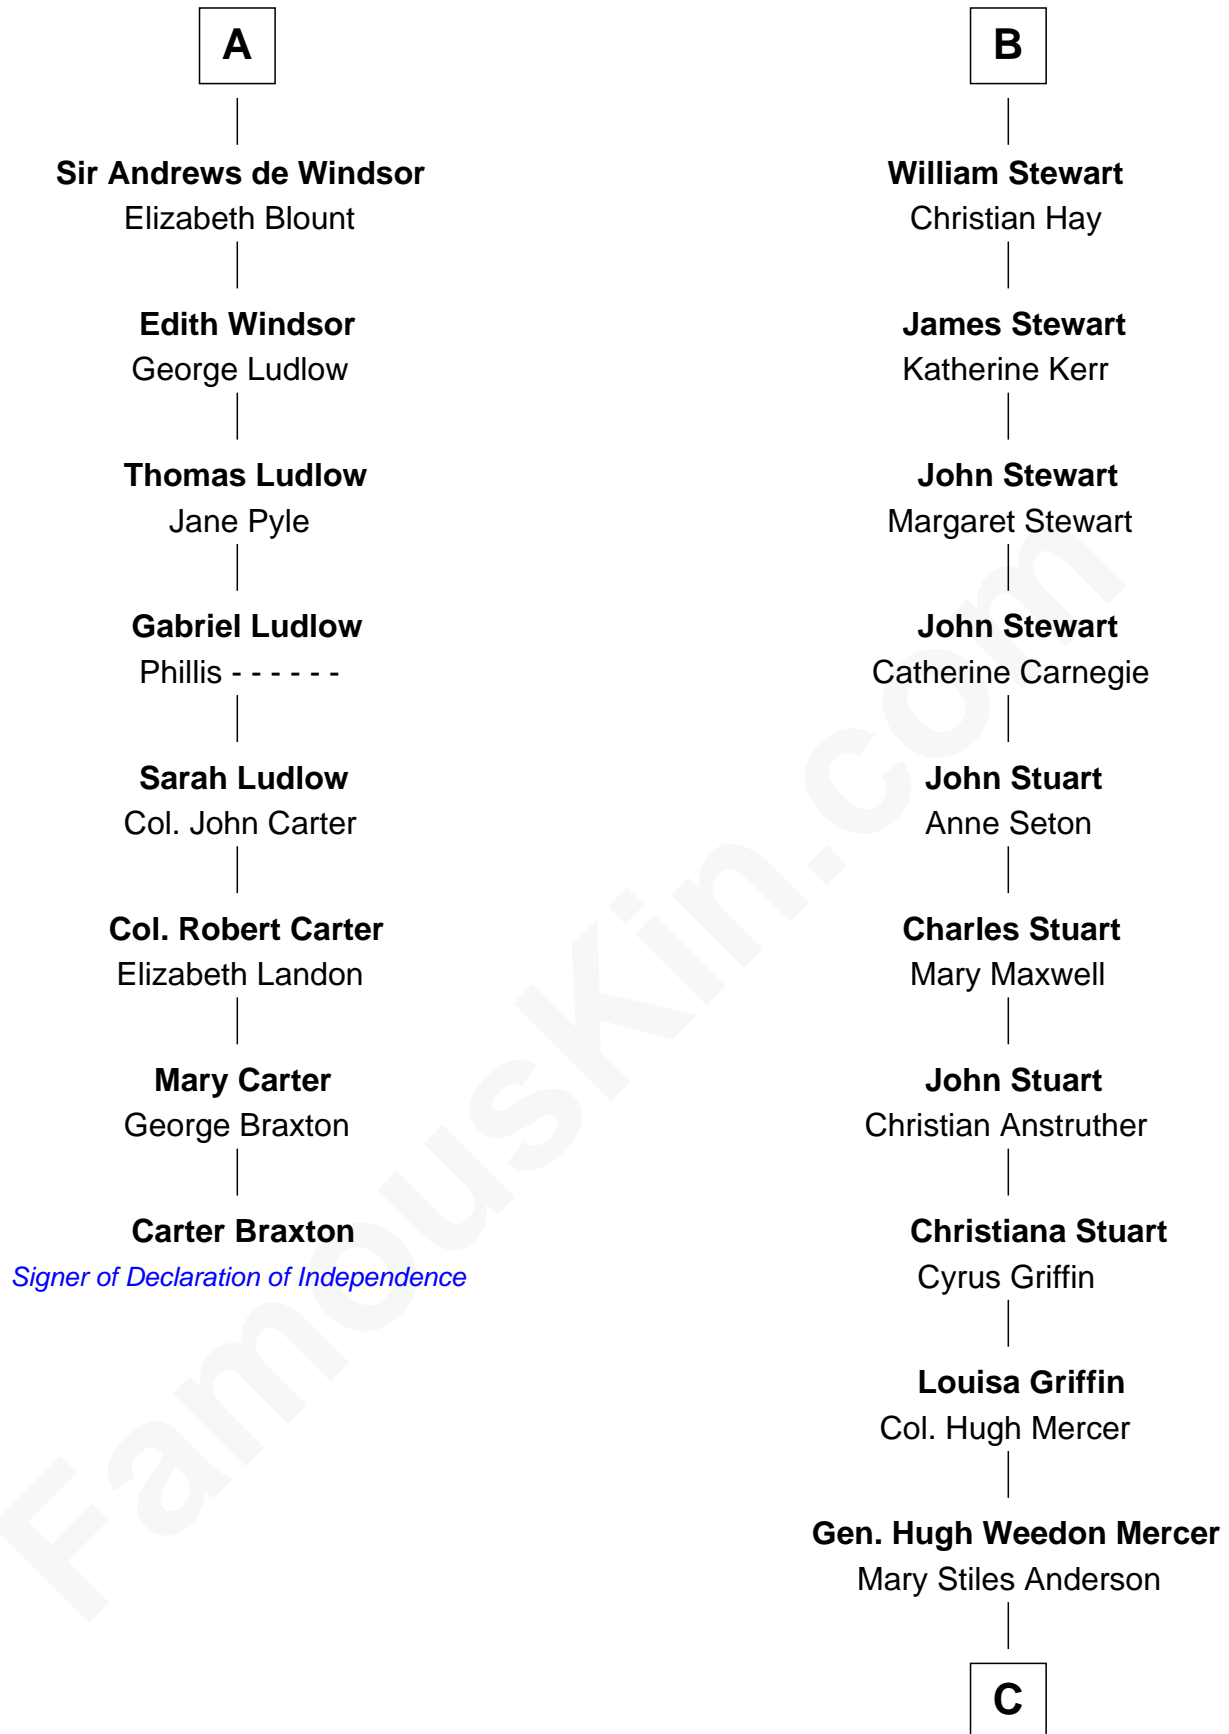 A
Sir Andrews de Windsor
Elizabeth Blount
Edith Windsor
George Ludlow
Thomas Ludlow
Jane Pyle
Gabriel Ludlow
Phillis - - - - - -
Sarah Ludlow
Col. John Carter
Col. Robert Carter
Elizabeth Landon
Mary Carter
George Braxton
Carter Braxton
Signer of Declaration of Independence
B
William Stewart
Christian Hay
James Stewart
Katherine Kerr
John Stewart
Margaret Stewart
John Stewart
Catherine Carnegie
John Stuart
Anne Seton
Charles Stuart
Mary Maxwell
John Stuart
Christian Anstruther
Christiana Stuart
Cyrus Griffin
Louisa Griffin
Col. Hugh Mercer
Gen. Hugh Weedon Mercer
Mary Stiles Anderson
C
FamousKin.com